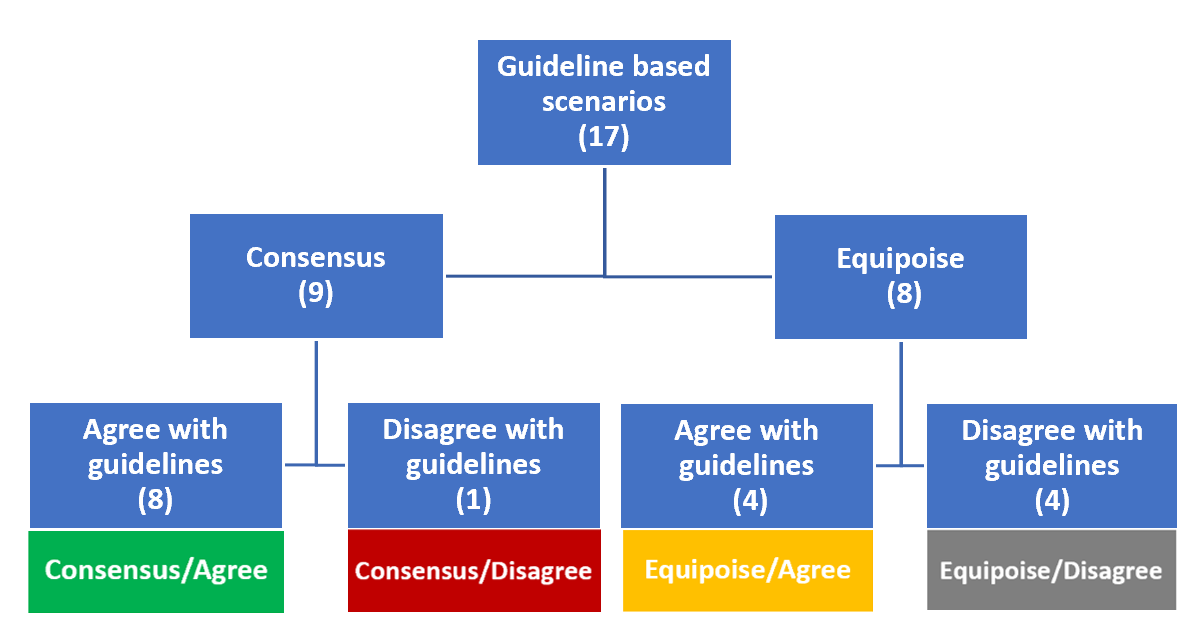 Guideline based
scenarios
(17)
Consensus
(9)
Equipoise
(8)
Agree with
guidelines
(8)
Disagree with
guidelines
(1)
Agree with
guidelines
(4)
Disagree with
guidelines
(4)
Consensus/Agree
Consensus/Disagree
Equipoise/Agree
Equipoise/Disagree